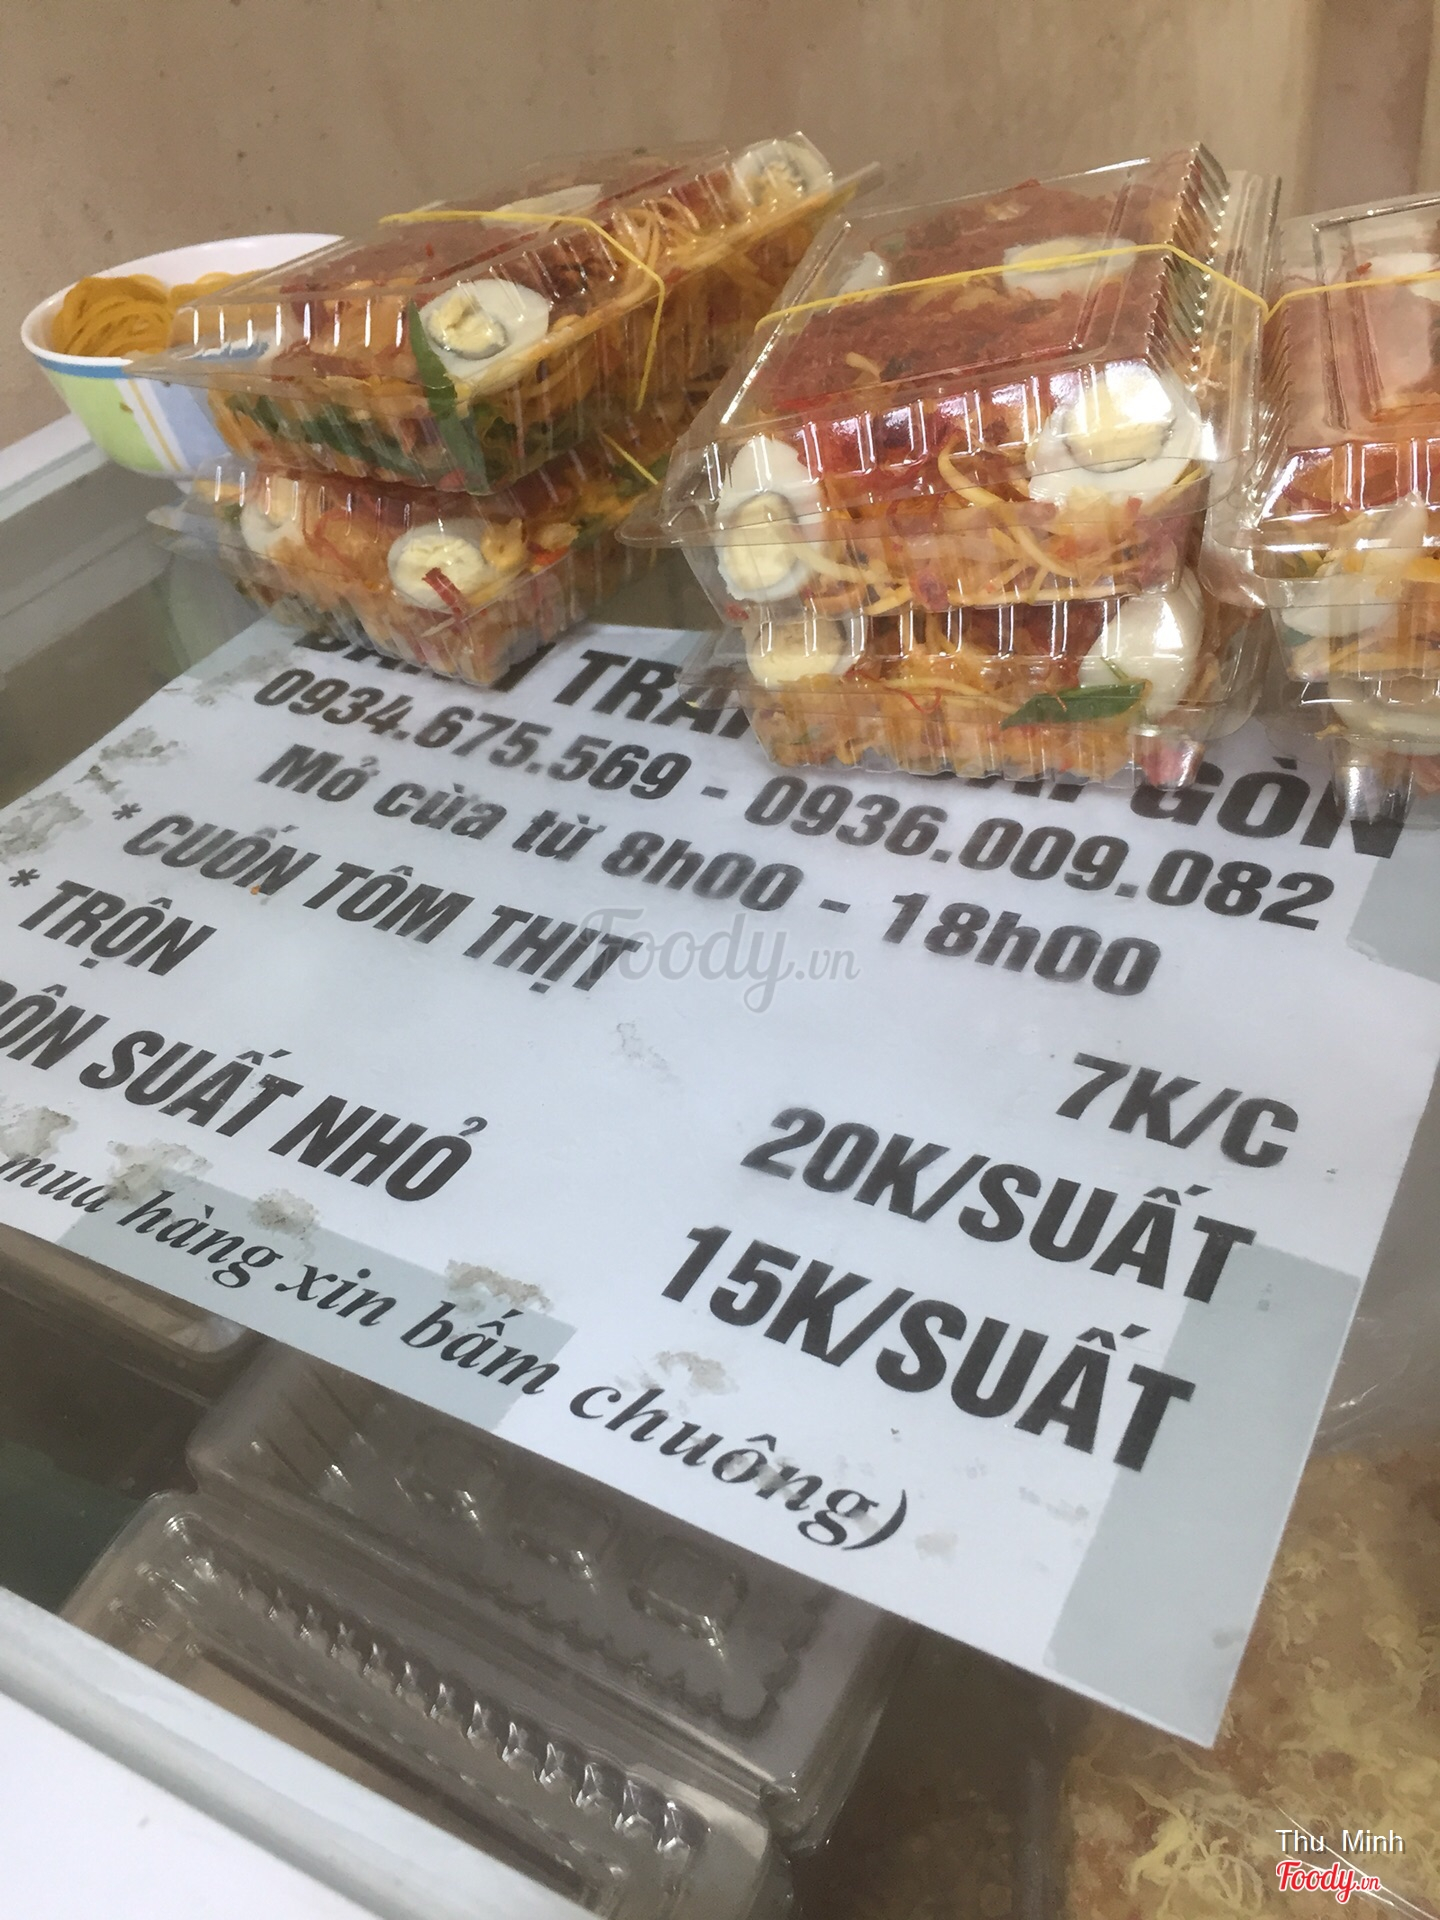 GÒN
0934.675.569 - 0936.009.082
Mở cửa từ 8h00 - 18h00
* CUỐN TÔM THỊT 7K/C
* TRỘN 20K/SUẤT
SUẤT NHỎ 15K/SUẤT
mua hàng xin bấm chuông)
Foody.vn
Thu Minh
Foody.vn